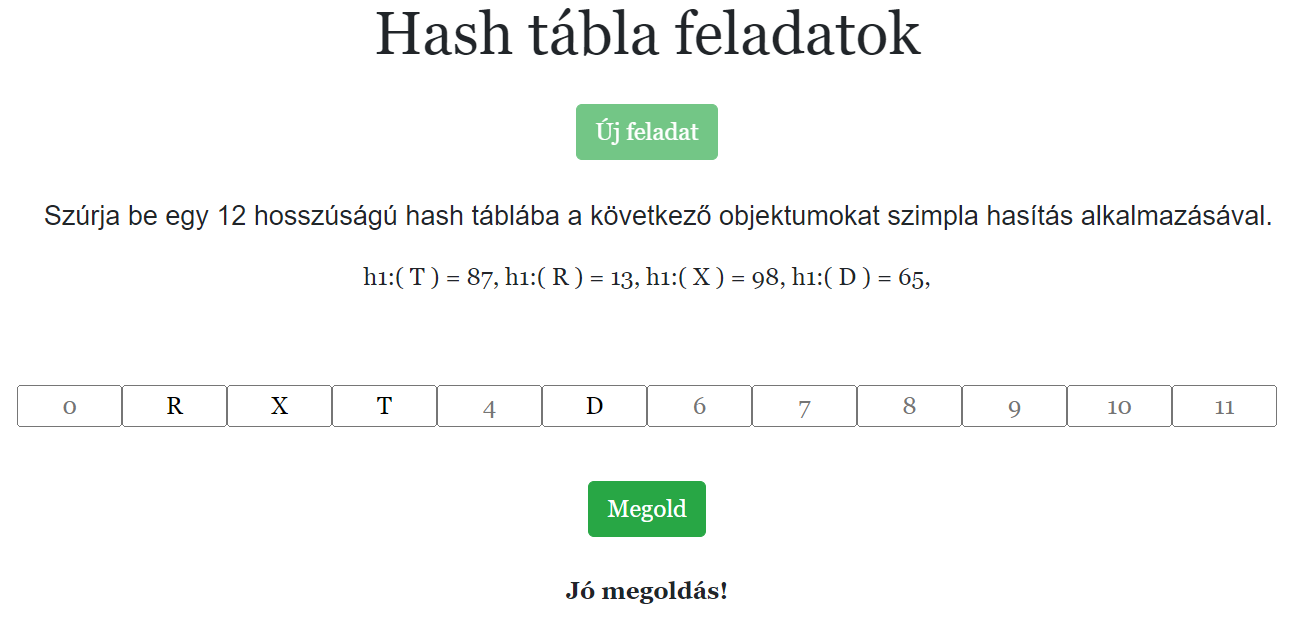 Hash tábla feladatok
Új feladat
Szúrja be egy 12 hosszúságú hash táblába a következő objektumokat szimpla hasítás alkalmazásával.
h1:( T ) = 87, h1:( R ) = 13, h1:( X ) = 98, h1:( D ) = 65,
0 R X T 4 D 6 7 8 9 10 11
Megold
Jó megoldás!